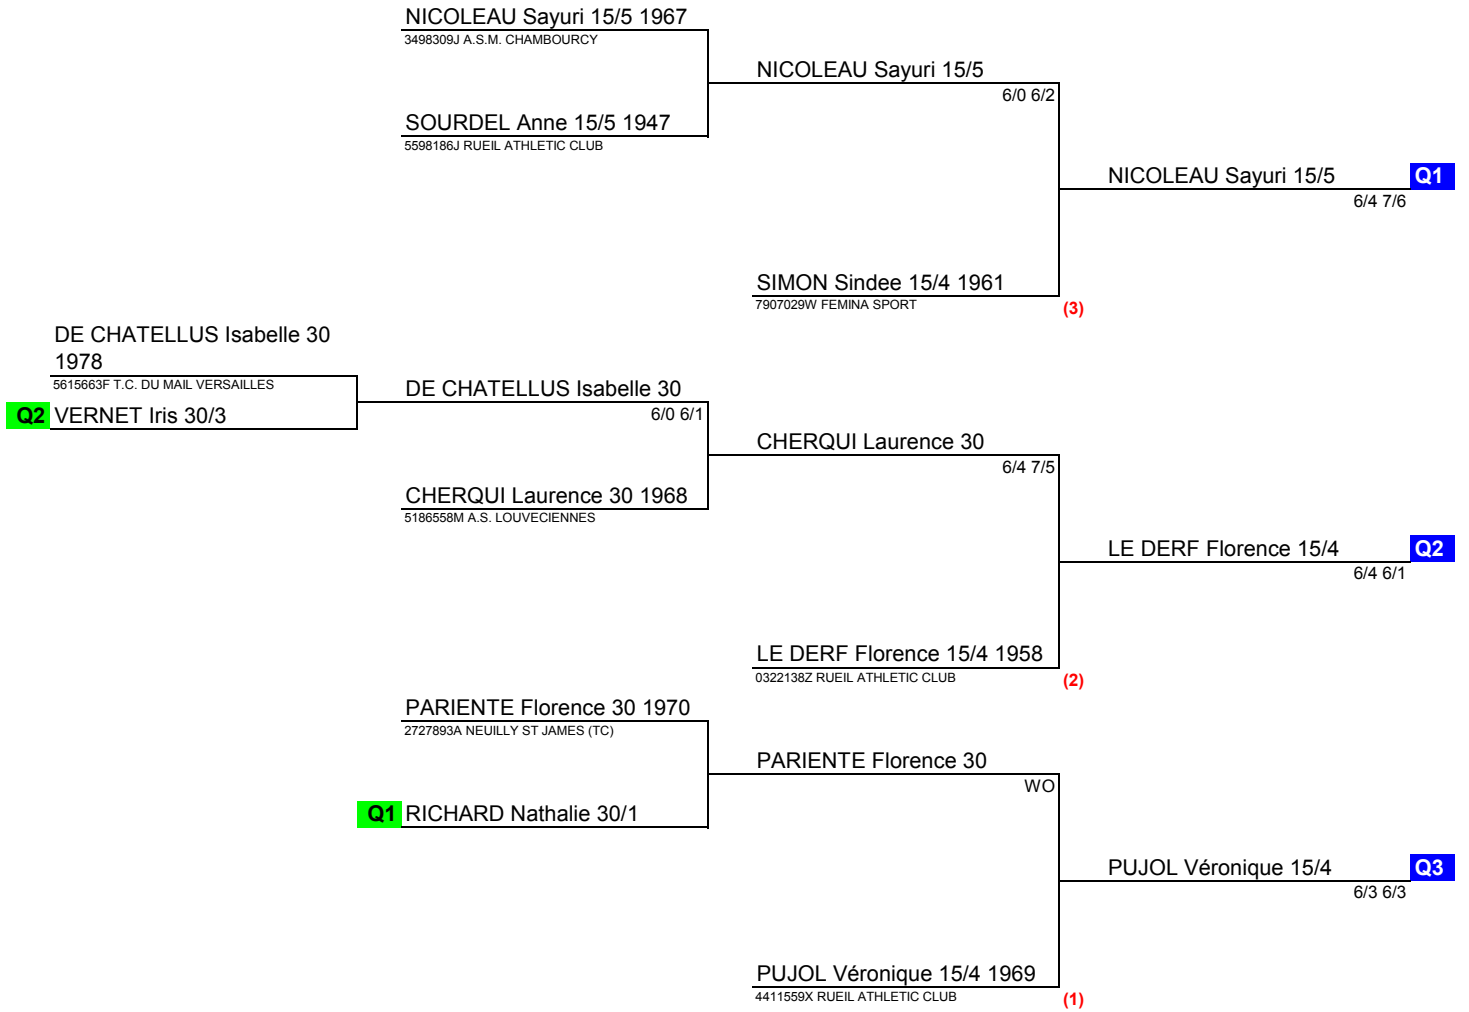 NICOLEAU Sayuri 15/5 1967
3498309J A.S.M. CHAMBOURCY
NICOLEAU Sayuri 15/5
6/0 6/2
SOURDEL Anne 15/5 1947
5598186J RUEIL ATHLETIC CLUB
NICOLEAU Sayuri 15/5 Q1
6/4 7/6
SIMON Sindee 15/4 1961
7907029W FEMINA SPORT
(3)
DE CHATELLUS Isabelle 30
1978
5615663F T.C. DU MAIL VERSAILLES
DE CHATELLUS Isabelle 30
6/0 6/1
Q2 VERNET Iris 30/3
CHERQUI Laurence 30
6/4 7/5
CHERQUI Laurence 30 1968
5186558M A.S. LOUVECIENNES
LE DERF Florence 15/4 Q2
6/4 6/1
LE DERF Florence 15/4 1958
0322138Z RUEIL ATHLETIC CLUB
(2)
PARIENTE Florence 30 1970
2727893A NEUILLY ST JAMES (TC)
PARIENTE Florence 30
WO
Q1 RICHARD Nathalie 30/1
PUJOL Véronique 15/4 Q3
6/3 6/3
PUJOL Véronique 15/4 1969
4411559X RUEIL ATHLETIC CLUB
(1)